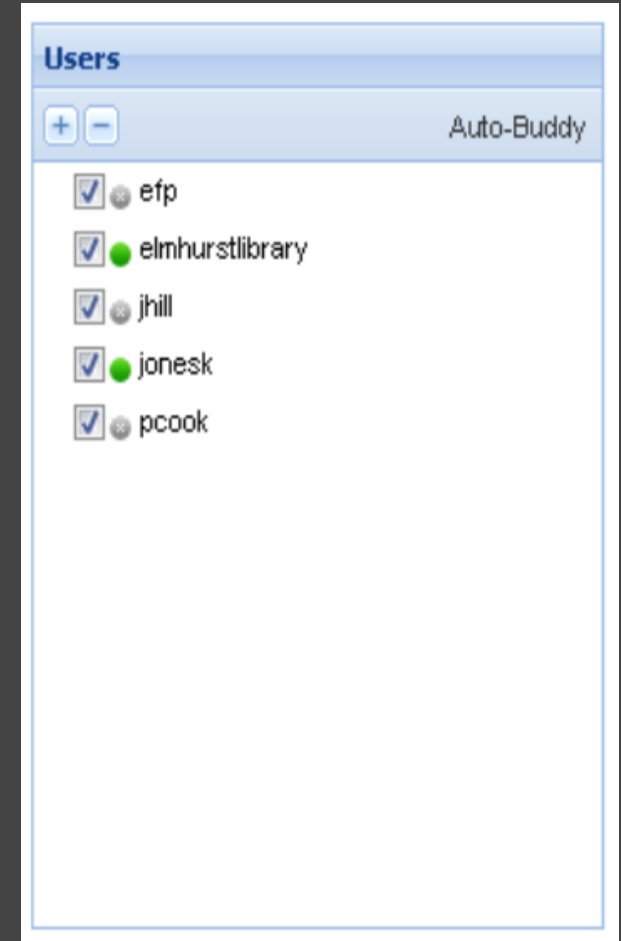 Users
Auto-Buddy
efp
elmhurstlibrary
jhill
jonesk
pcook